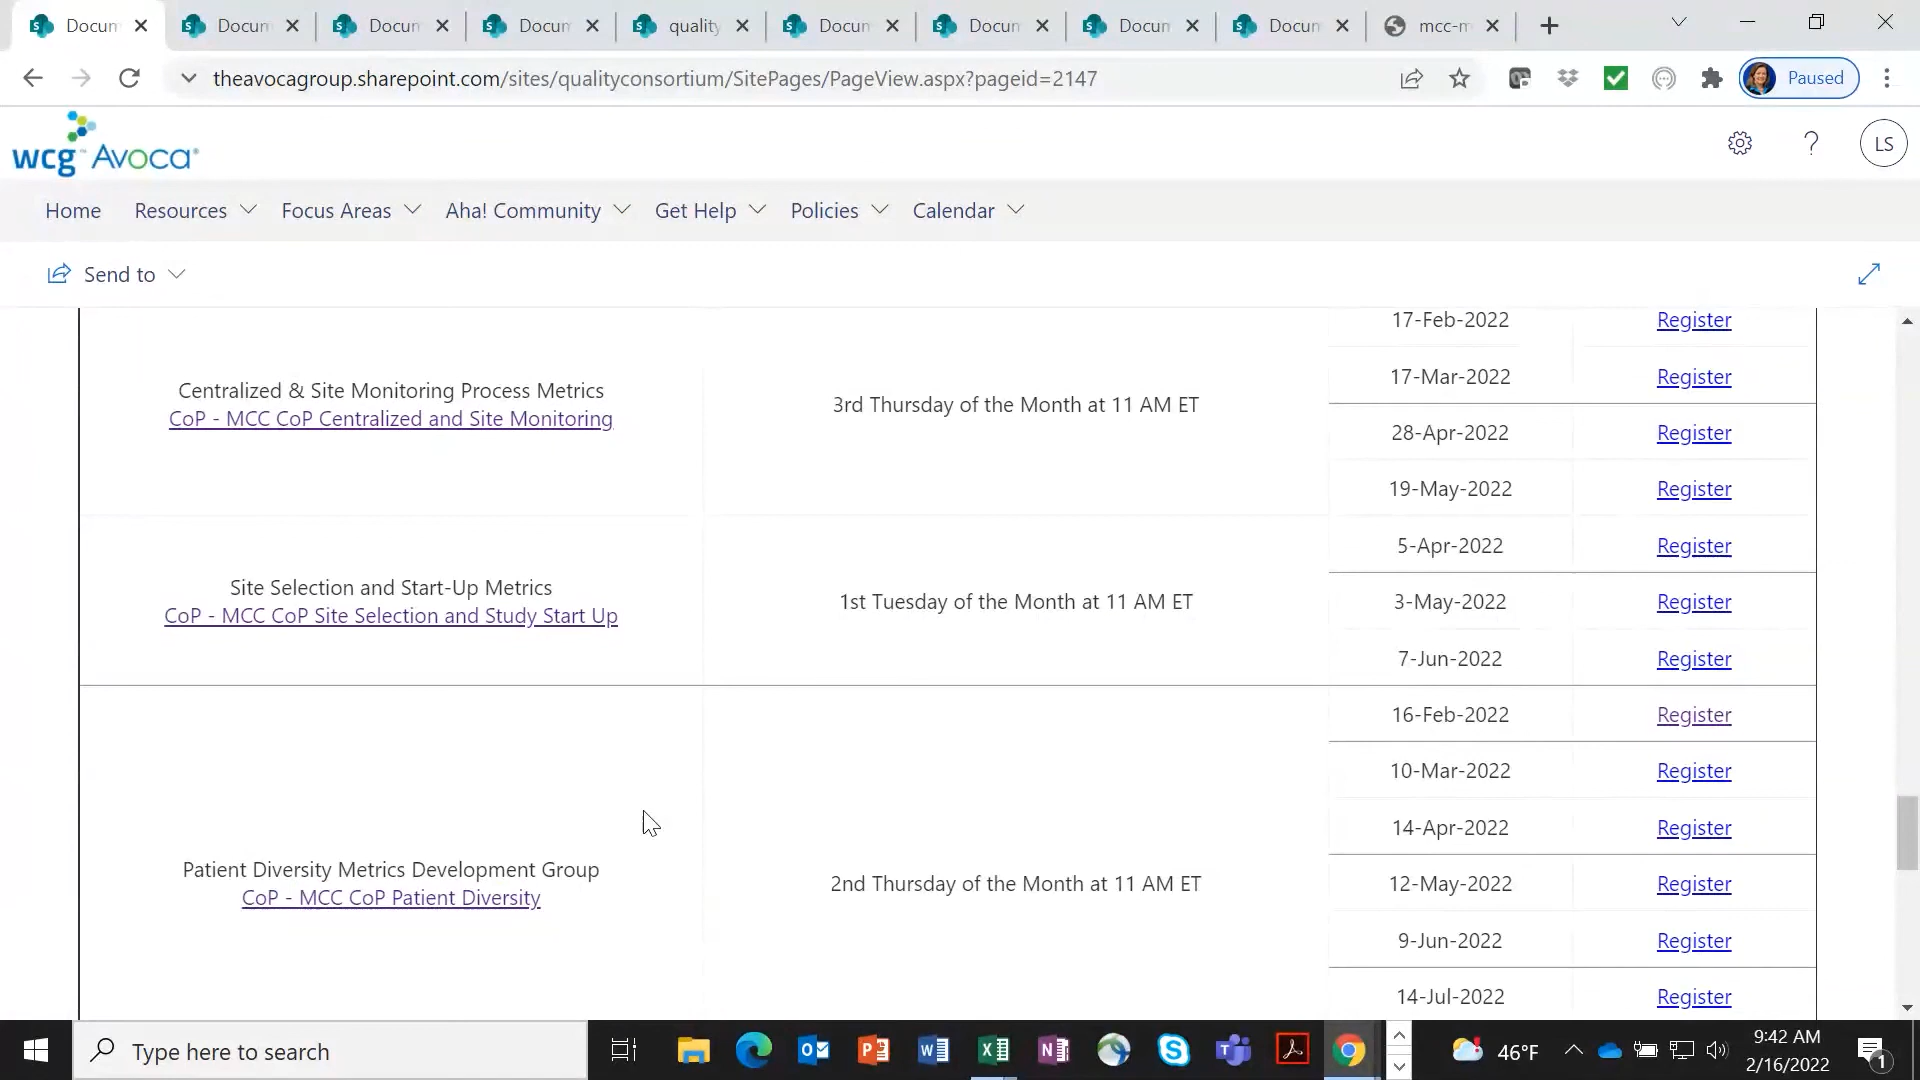 Docum
Docum
Docum
Docum
quality
Docum
Docum
Docum
Docum
mcc-m
theavocagroup.sharepoint.com/sites/qualityconsortium/SitePages/PageView.aspx?pageid=2147
Paused
wcg™ Avoca®
LS
Home Resources Focus Areas Aha! Community Get Help Policies Calendar
Send to
17-Feb-2022 Register
Centralized & Site Monitoring Process Metrics
CoP - MCC CoP Centralized and Site Monitoring
3rd Thursday of the Month at 11 AM ET
17-Mar-2022 Register
28-Apr-2022 Register
19-May-2022 Register
Site Selection and Start-Up Metrics
CoP - MCC CoP Site Selection and Study Start Up
1st Tuesday of the Month at 11 AM ET
5-Apr-2022 Register
3-May-2022 Register
7-Jun-2022 Register
Patient Diversity Metrics Development Group
CoP - MCC CoP Patient Diversity
2nd Thursday of the Month at 11 AM ET
16-Feb-2022 Register
10-Mar-2022 Register
14-Apr-2022 Register
12-May-2022 Register
9-Jun-2022 Register
14-Jul-2022 Register
Type here to search
46°F
9:42 AM
2/16/2022
1